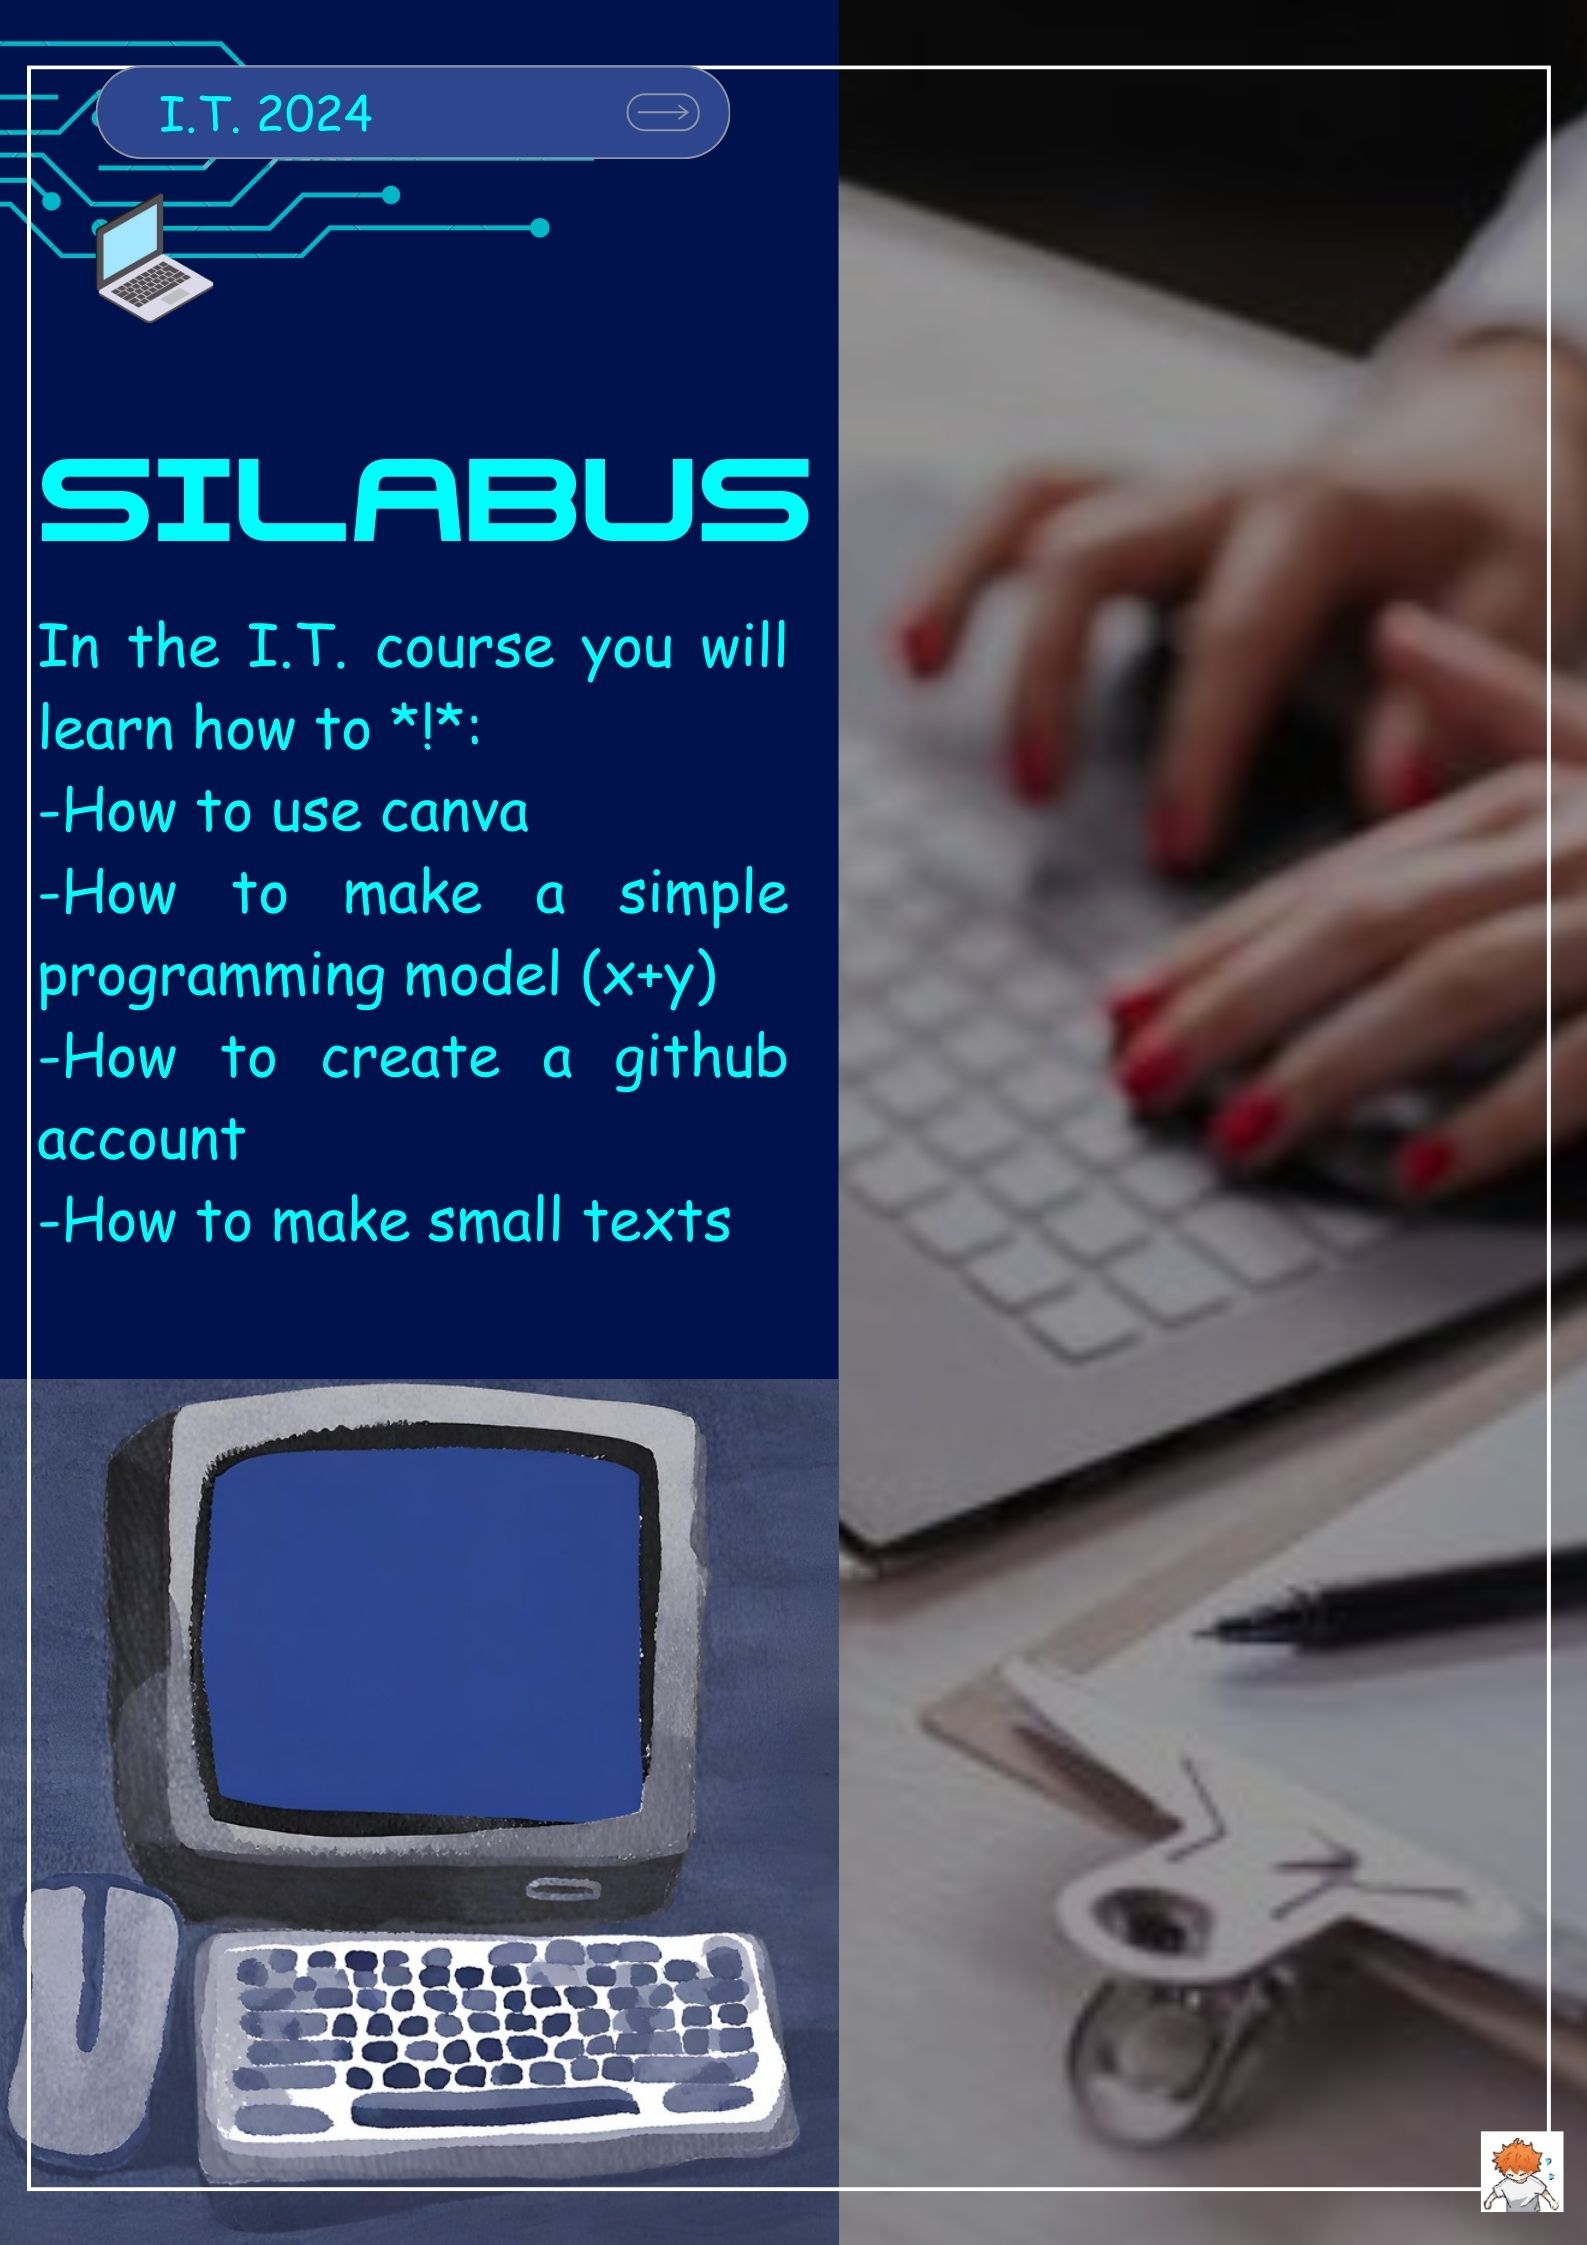 I.T. 2024
SILABUS
In the I.T. course you will
learn how to *!*:
-How to use canva
-How to make a simple
programming model (x+y)
-How to create a github
account
-How to make small texts